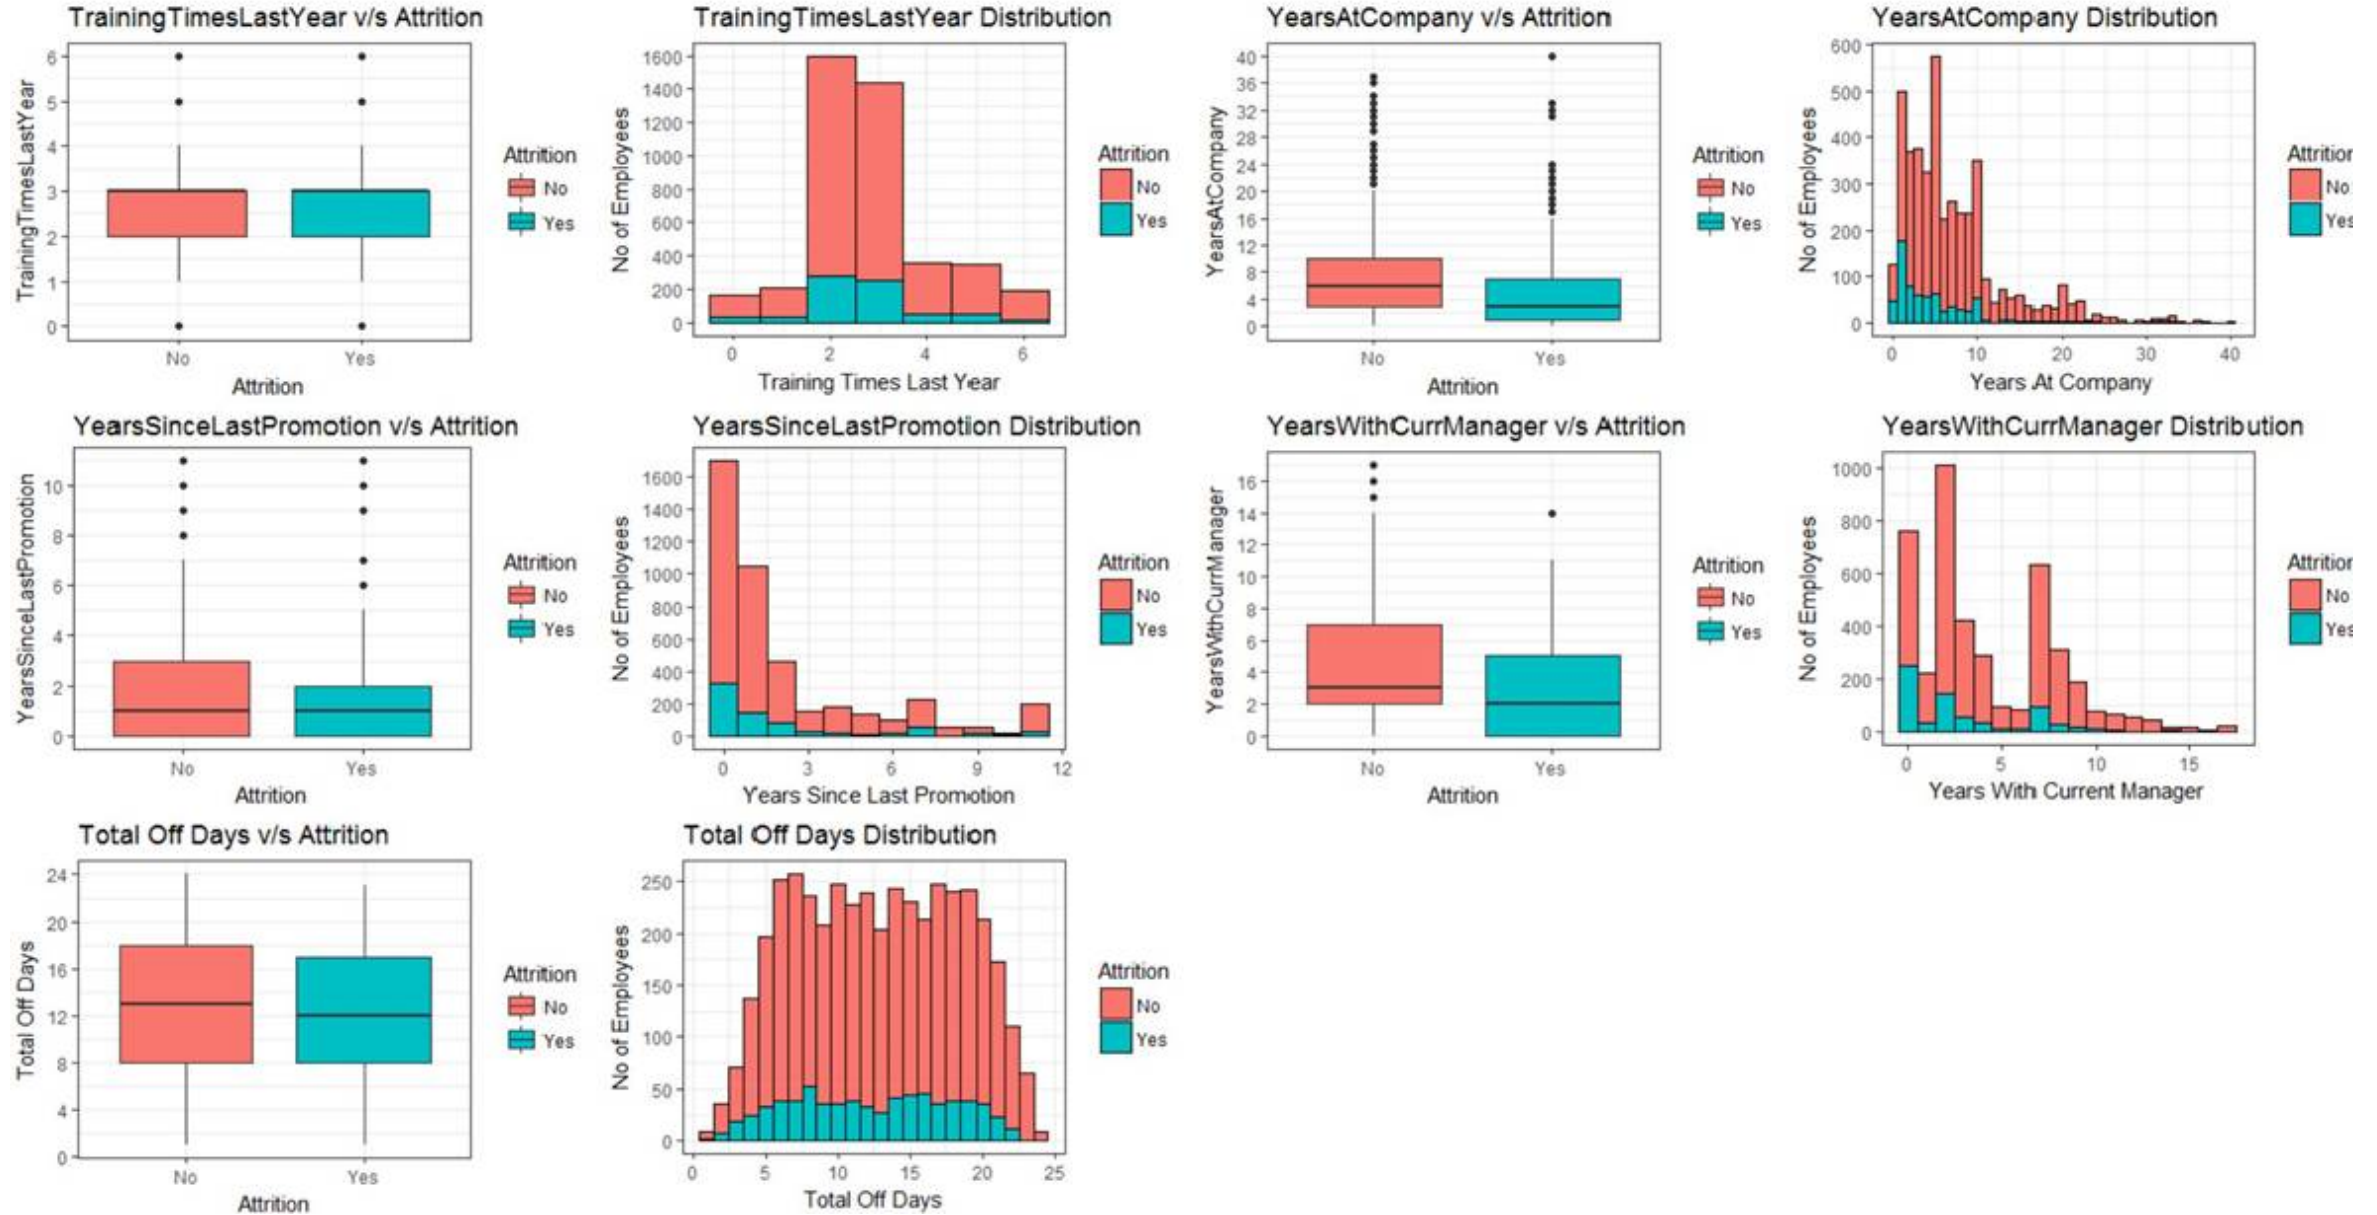 TrainingTimesLastYear v/s Attrition
TrainingTimesLastYear
6
5
4
3
2
1
0
No Yes
Attrition
Attrition
No
Yes
TrainingTimesLastYear Distribution
No of Employees
1600
1400
1200
1000
800
600
400
200
0
0 2 4 6
Training Times Last Year
Attrition
No
Yes
YearsAtCompany v/s Attrition
YearsAtCompany
40
36
32
28
24
20
16
12
8
4
0
No Yes
Attrition
Attrition
No
Yes
YearsAtCompany Distribution
No of Employees
600
500
400
300
200
100
0
0 10 20 30 40
Years At Company
Attrition
No
Yes
YearsSinceLastPromotion v/s Attrition
YearsSinceLastPromotion
10
8
6
4
2
0
No Yes
Attrition
Attrition
No
Yes
YearsSinceLastPromotion Distribution
No of Employees
1600
1400
1200
1000
800
600
400
200
0
0 3 6 9 12
Years Since Last Promotion
Attrition
No
Yes
YearsWithCurrManager v/s Attrition
YearsWithCurrManager
16
14
12
10
8
6
4
2
0
No Yes
Attrition
Attrition
No
Yes
YearsWithCurrManager Distribution
No of Employees
1000
800
600
400
200
0
0 5 10 15
Years With Current Manager
Attrition
No
Yes
Total Off Days v/s Attrition
Total Off Days
24
20
16
12
8
4
0
No Yes
Attrition
Attrition
No
Yes
Total Off Days Distribution
No of Employees
250
200
150
100
50
0
0 5 10 15 20 25
Total Off Days
Attrition
No
Yes